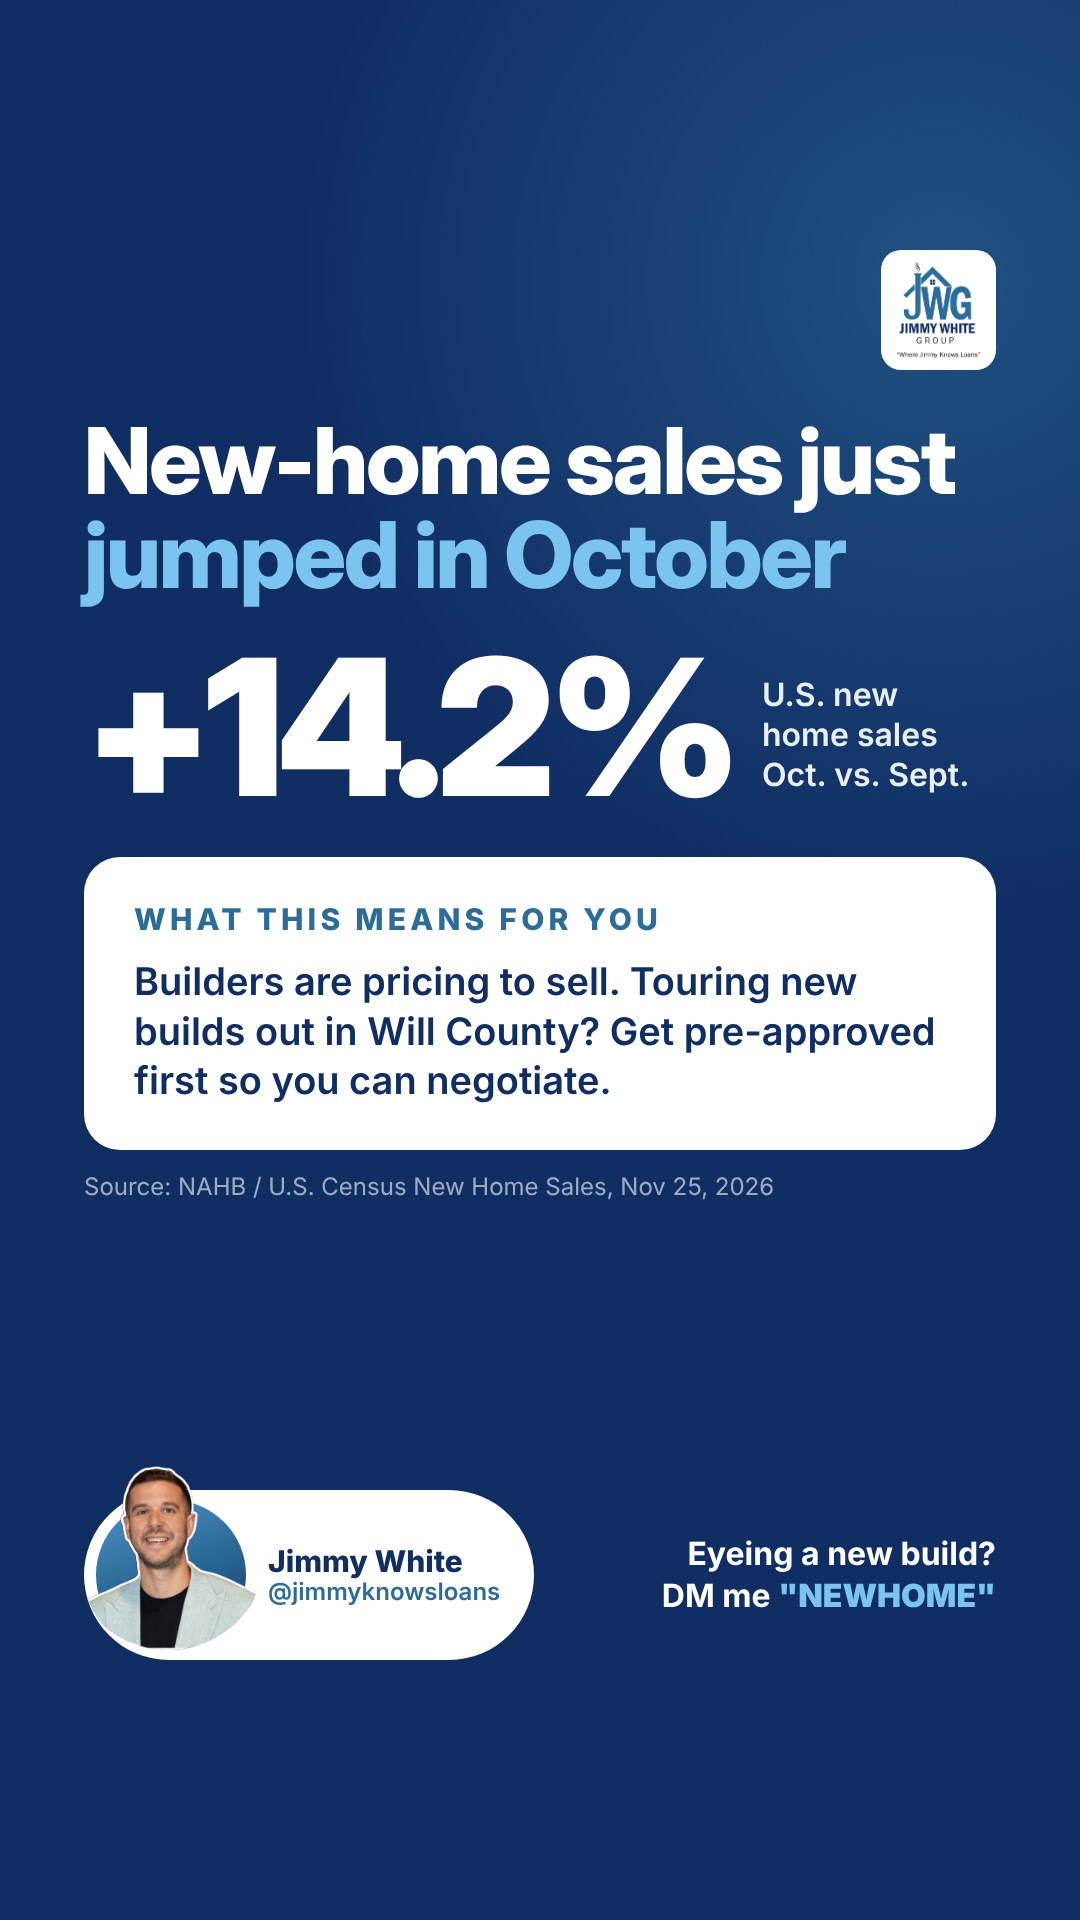 JWG
JIMMY WHITE
GROUP
"Where Jimmy Knows Loans"
New-home sales just
jumped in October
+14.2%
U.S. new
home sales
Oct. vs. Sept.
WHAT THIS MEANS FOR YOU
Builders are pricing to sell. Touring new
builds out in Will County? Get pre-approved
first so you can negotiate.
Source: NAHB / U.S. Census New Home Sales, Nov 25, 2026
Jimmy White
@jimmyknowsloans
Eyeing a new build?
DM me "NEWHOME"